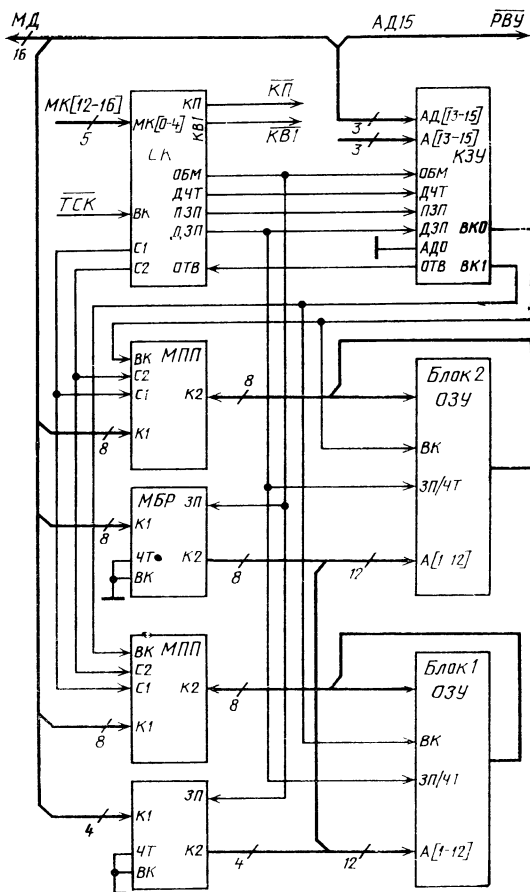 МД
16
АД15
РВУ
МК[12-16]
5
МК[0-4]
КП
КВ1
КП
КВ1
3
АД[13-15]
3
А[13-15]
КЗУ
ОБМ
ОБМ
ДЧТ
ДЧТ
ТСК
ВК
ПЗП
ПЗП
ДЗП
ДЗП
ВК0
С1
АД0
С2
ОТВ
ОТВ
ВК1
ВК
МПП
С2
С1
К2
8
К1
8
Блок 2
ОЗУ
ВК
ЗП/ЧТ
А[1-12]
МБР
ЗП
К1
8
ЧТ
К2
8
12
ВК
ВК
МПП
С2
С1
К2
8
К1
8
Блок 1
ОЗУ
ВК
ЗП/ЧТ
А[1-12]
К1
4
ЗП
ЧТ
К2
4
12
ВК